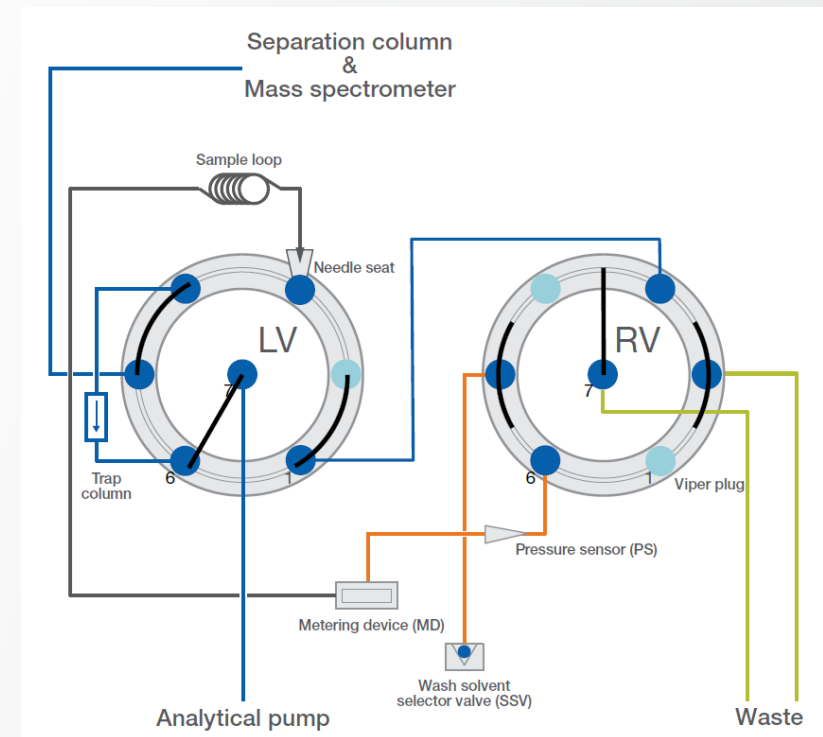 Separation column
&
Mass spectrometer
Sample loop
Needle seat
LV
RV
7
7
Trap
column
6
1
6
1
Viper plug
Pressure sensor (PS)
Metering device (MD)
Wash solvent
selector valve (SSV)
Analytical pump
Waste